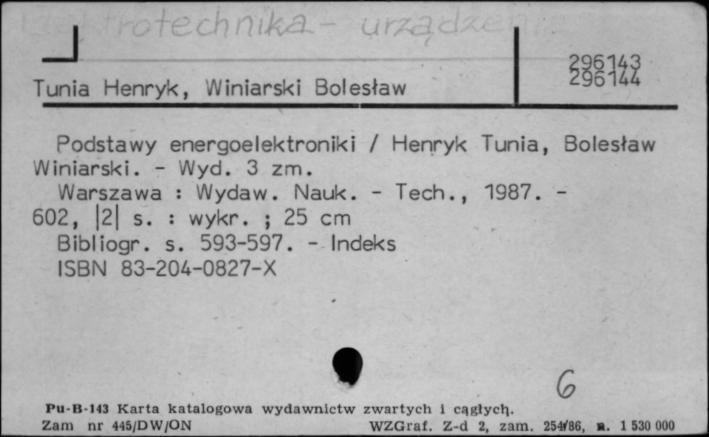 Elektrotechnika - urządzenia
296143
296144
Tunia Henryk, Winiarski Bolesław
Podstawy energoelektroniki / Henryk Tunia, Bolesław
Winiarski. - Wyd. 3 zm.
Warszawa : Wydaw. Nauk. - Tech., 1987. -
602, |2| s. : wykr. ; 25 cm
Bibliogr. s. 593-597. - Indeks
ISBN 83-204-0827-X
6
Pu-B-143 Karta katalogowa wydawnictw zwartych i ciągłych.
Zam nr 445/DW/ON WZGraf. Z-d 2, zam. 254/86, n. 1 530 000